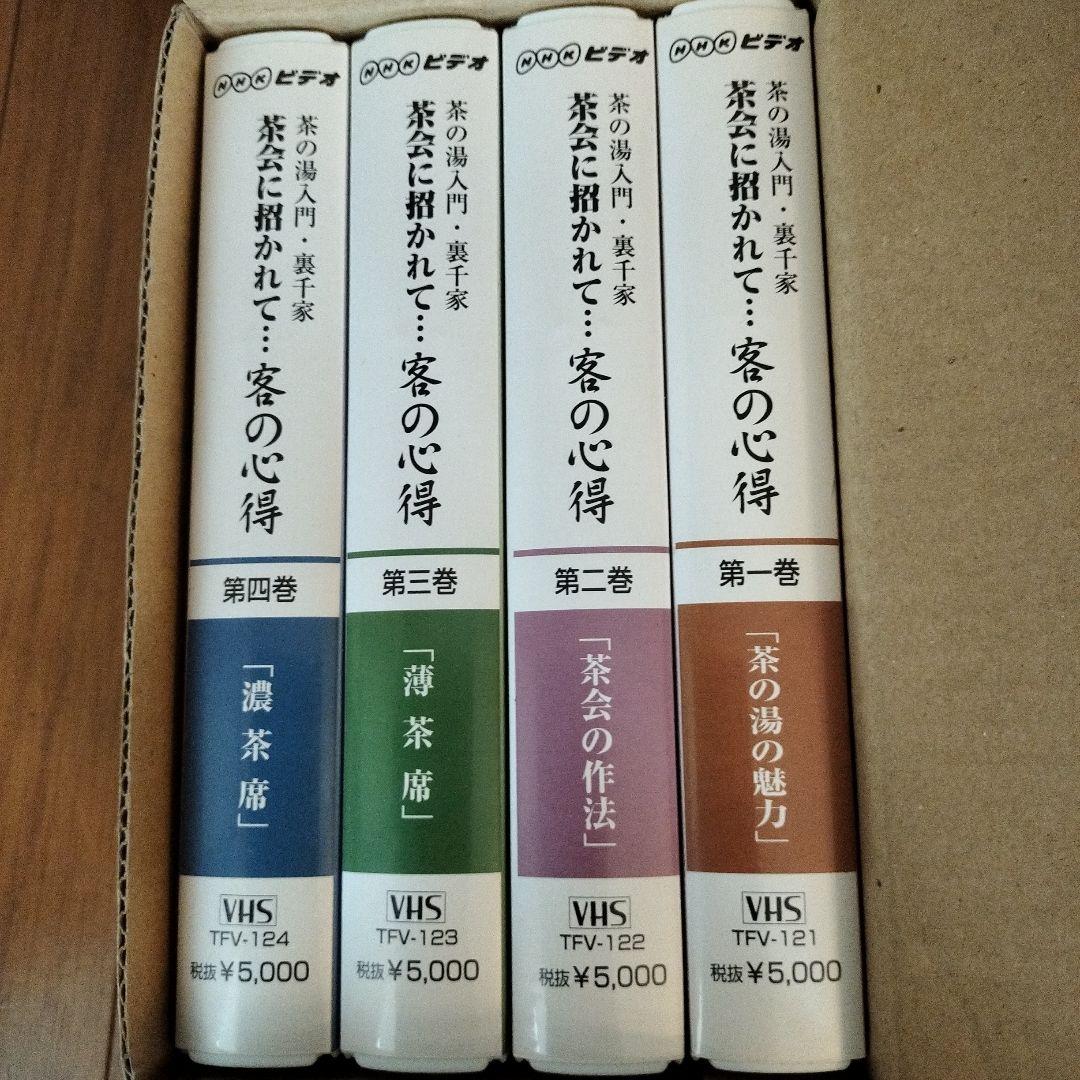 NHKビデオ
茶の湯入門・裏千家
茶会に招かれて…客の心得
第四巻
「濃茶席」
VHS
TFV-124
税抜¥5,000
NHKビデオ
茶の湯入門・裏千家
茶会に招かれて…客の心得
第三巻
「薄茶席」
VHS
TFV-123
税抜¥5,000
NHKビデオ
茶の湯入門・裏千家
茶会に招かれて…客の心得
第二巻
「茶会の作法」
VHS
TFV-122
税抜¥5,000
NHKビデオ
茶の湯入門・裏千家
茶会に招かれて…客の心得
第一巻
「茶の湯の魅力」
VHS
TFV-121
税抜¥5,000